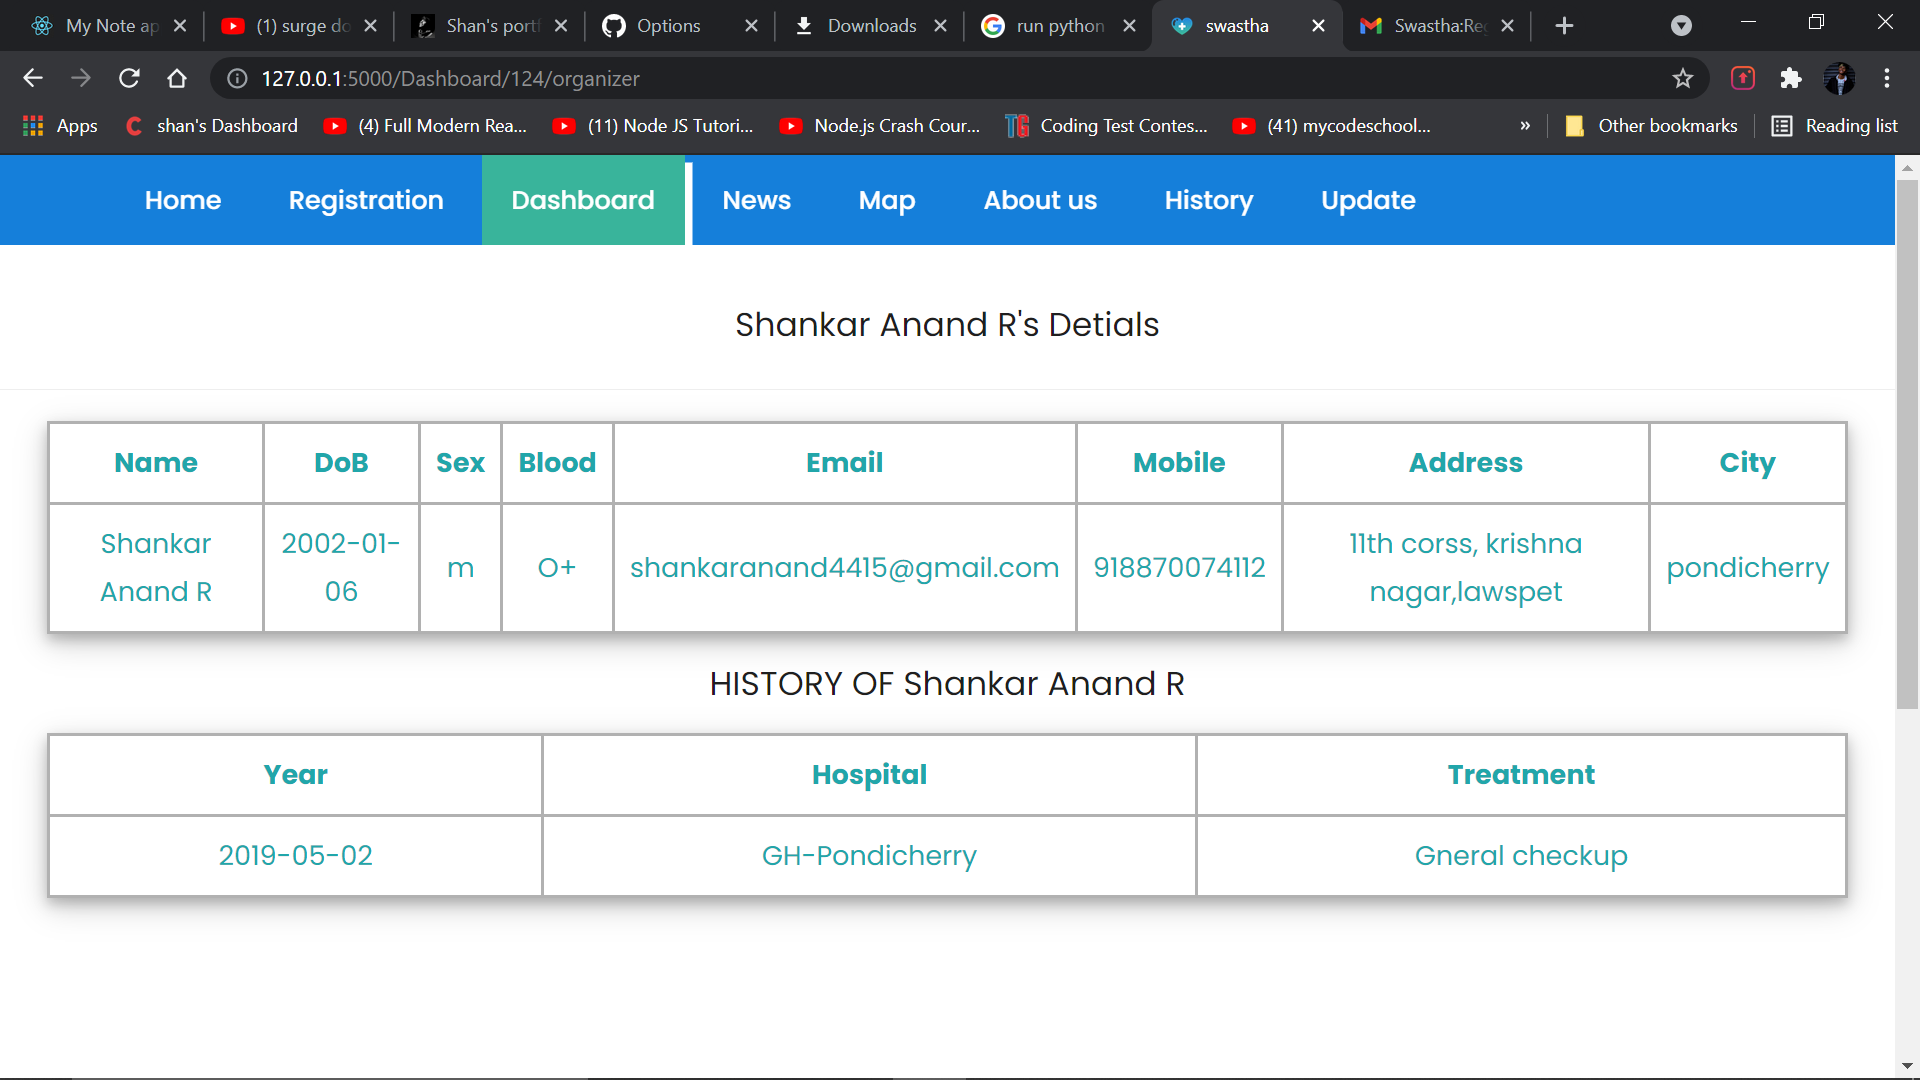 My Note ap
(1) surge do
Shan's portf
Options
Downloads
run python
swastha
Swastha:Reg
127.0.0.1:5000/Dashboard/124/organizer
Apps
shan's Dashboard
(4) Full Modern Rea...
(11) Node JS Tutori...
Node.js Crash Cour...
TG
Coding Test Contes...
(41) mycodeschool...
»
Other bookmarks
Reading list
Home
Registration
Dashboard
News
Map
About us
History
Update
Shankar Anand R's Detials
Name
DoB
Sex
Blood
Email
Mobile
Address
City
Shankar
Anand R
2002-01-
06
m
O+
shankaranand4415@gmail.com
918870074112
11th corss, krishna
nagar,lawspet
pondicherry
HISTORY OF Shankar Anand R
Year
Hospital
Treatment
2019-05-02
GH-Pondicherry
Gneral checkup